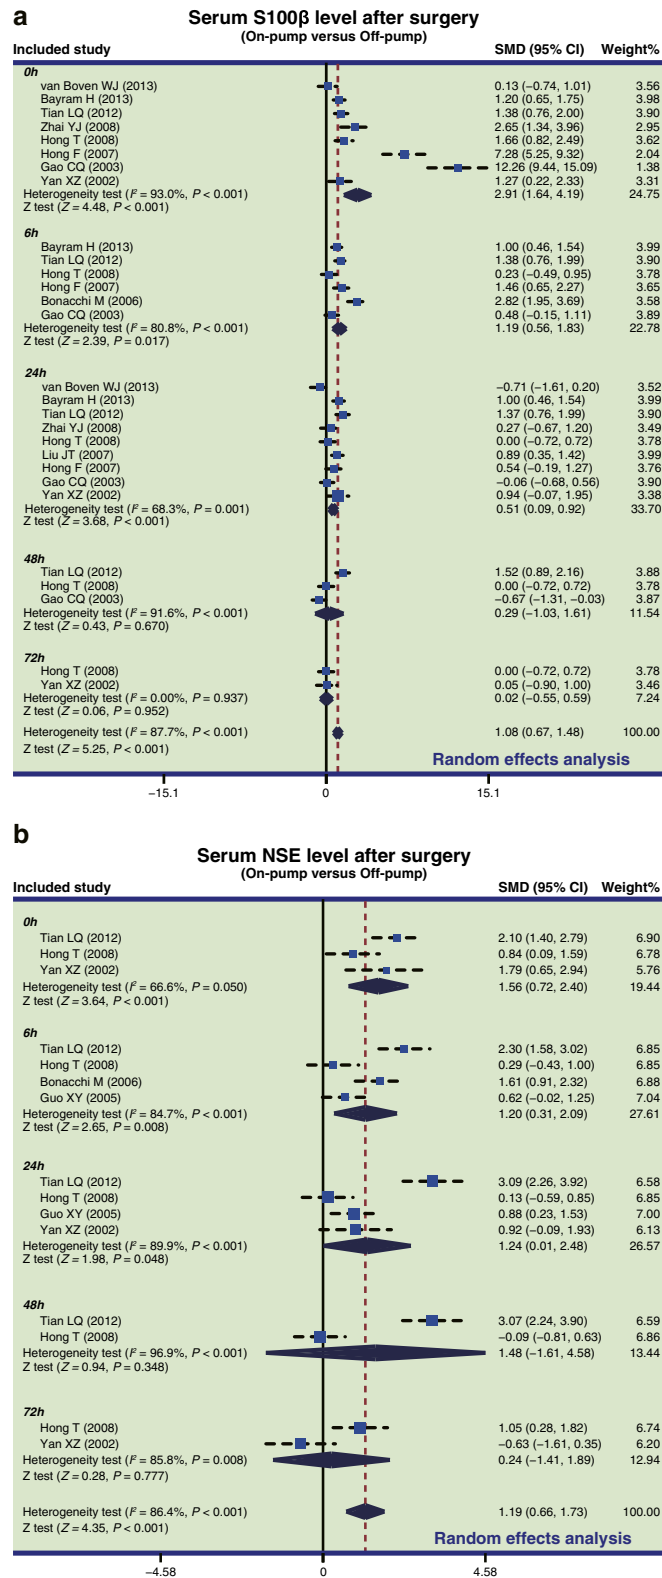 a
Serum S100β level after surgery
(On-pump versus Off-pump)
Included study SMD (95% CI) Weight%
0h
van Boven WJ (2013) 0.13 (−0.74, 1.01) 3.56
Bayram H (2013) 1.20 (0.65, 1.75) 3.98
Tian LQ (2012) 1.38 (0.76, 2.00) 3.90
Zhai YJ (2008) 2.65 (1.34, 3.96) 2.95
Hong T (2008) 1.66 (0.82, 2.49) 3.62
Hong F (2007) 7.28 (5.25, 9.32) 2.04
Gao CQ (2003) 12.26 (9.44, 15.09) 1.38
Yan XZ (2002) 1.27 (0.22, 2.33) 3.31
Heterogeneity test (I² = 93.0%, P < 0.001) 2.91 (1.64, 4.19) 24.75
Z test (Z = 4.48, P < 0.001)
6h
Bayram H (2013) 1.00 (0.46, 1.54) 3.99
Tian LQ (2012) 1.38 (0.76, 1.99) 3.90
Hong T (2008) 0.23 (−0.49, 0.95) 3.78
Hong F (2007) 1.46 (0.65, 2.27) 3.65
Bonacchi M (2006) 2.82 (1.95, 3.69) 3.58
Gao CQ (2003) 0.48 (−0.15, 1.11) 3.89
Heterogeneity test (I² = 80.8%, P < 0.001) 1.19 (0.56, 1.83) 22.78
Z test (Z = 2.39, P = 0.017)
24h
van Boven WJ (2013) −0.71 (−1.61, 0.20) 3.52
Bayram H (2013) 1.00 (0.46, 1.54) 3.99
Tian LQ (2012) 1.37 (0.76, 1.99) 3.90
Zhai YJ (2008) 0.27 (−0.67, 1.20) 3.49
Hong T (2008) 0.00 (−0.72, 0.72) 3.78
Liu JT (2007) 0.89 (0.35, 1.42) 3.99
Hong F (2007) 0.54 (−0.19, 1.27) 3.76
Gao CQ (2003) −0.06 (−0.68, 0.56) 3.90
Yan XZ (2002) 0.94 (−0.07, 1.95) 3.38
Heterogeneity test (I² = 68.3%, P = 0.001) 0.51 (0.09, 0.92) 33.70
Z test (Z = 3.68, P < 0.001)
48h
Tian LQ (2012) 1.52 (0.89, 2.16) 3.88
Hong T (2008) 0.00 (−0.72, 0.72) 3.78
Gao CQ (2003) −0.67 (−1.31, −0.03) 3.87
Heterogeneity test (I² = 91.6%, P < 0.001) 0.29 (−1.03, 1.61) 11.54
Z test (Z = 0.43, P = 0.670)
72h
Hong T (2008) 0.00 (−0.72, 0.72) 3.78
Yan XZ (2002) 0.05 (−0.90, 1.00) 3.46
Heterogeneity test (I² = 0.00%, P = 0.937) 0.02 (−0.55, 0.59) 7.24
Z test (Z = 0.06, P = 0.952)
Heterogeneity test (I² = 87.7%, P < 0.001) 1.08 (0.67, 1.48) 100.00
Z test (Z = 5.25, P < 0.001)
Random effects analysis
−15.1 0 15.1
b
Serum NSE level after surgery
(On-pump versus Off-pump)
Included study SMD (95% CI) Weight%
0h
Tian LQ (2012) 2.10 (1.40, 2.79) 6.90
Hong T (2008) 0.84 (0.09, 1.59) 6.78
Yan XZ (2002) 1.79 (0.65, 2.94) 5.76
Heterogeneity test (I² = 66.6%, P = 0.050) 1.56 (0.72, 2.40) 19.44
Z test (Z = 3.64, P < 0.001)
6h
Tian LQ (2012) 2.30 (1.58, 3.02) 6.85
Hong T (2008) 0.29 (−0.43, 1.00) 6.85
Bonacchi M (2006) 1.61 (0.91, 2.32) 6.88
Guo XY (2005) 0.62 (−0.02, 1.25) 7.04
Heterogeneity test (I² = 84.7%, P < 0.001) 1.20 (0.31, 2.09) 27.61
Z test (Z = 2.65, P = 0.008)
24h
Tian LQ (2012) 3.09 (2.26, 3.92) 6.58
Hong T (2008) 0.13 (−0.59, 0.85) 6.85
Guo XY (2005) 0.88 (0.23, 1.53) 7.00
Yan XZ (2002) 0.92 (−0.09, 1.93) 6.13
Heterogeneity test (I² = 89.9%, P < 0.001) 1.24 (0.01, 2.48) 26.57
Z test (Z = 1.98, P = 0.048)
48h
Tian LQ (2012) 3.07 (2.24, 3.90) 6.59
Hong T (2008) −0.09 (−0.81, 0.63) 6.86
Heterogeneity test (I² = 96.9%, P < 0.001) 1.48 (−1.61, 4.58) 13.44
Z test (Z = 0.94, P = 0.348)
72h
Hong T (2008) 1.05 (0.28, 1.82) 6.74
Yan XZ (2002) −0.63 (−1.61, 0.35) 6.20
Heterogeneity test (I² = 85.8%, P = 0.008) 0.24 (−1.41, 1.89) 12.94
Z test (Z = 0.28, P = 0.777)
Heterogeneity test (I² = 86.4%, P < 0.001) 1.19 (0.66, 1.73) 100.00
Z test (Z = 4.35, P < 0.001)
Random effects analysis
−4.58 0 4.58